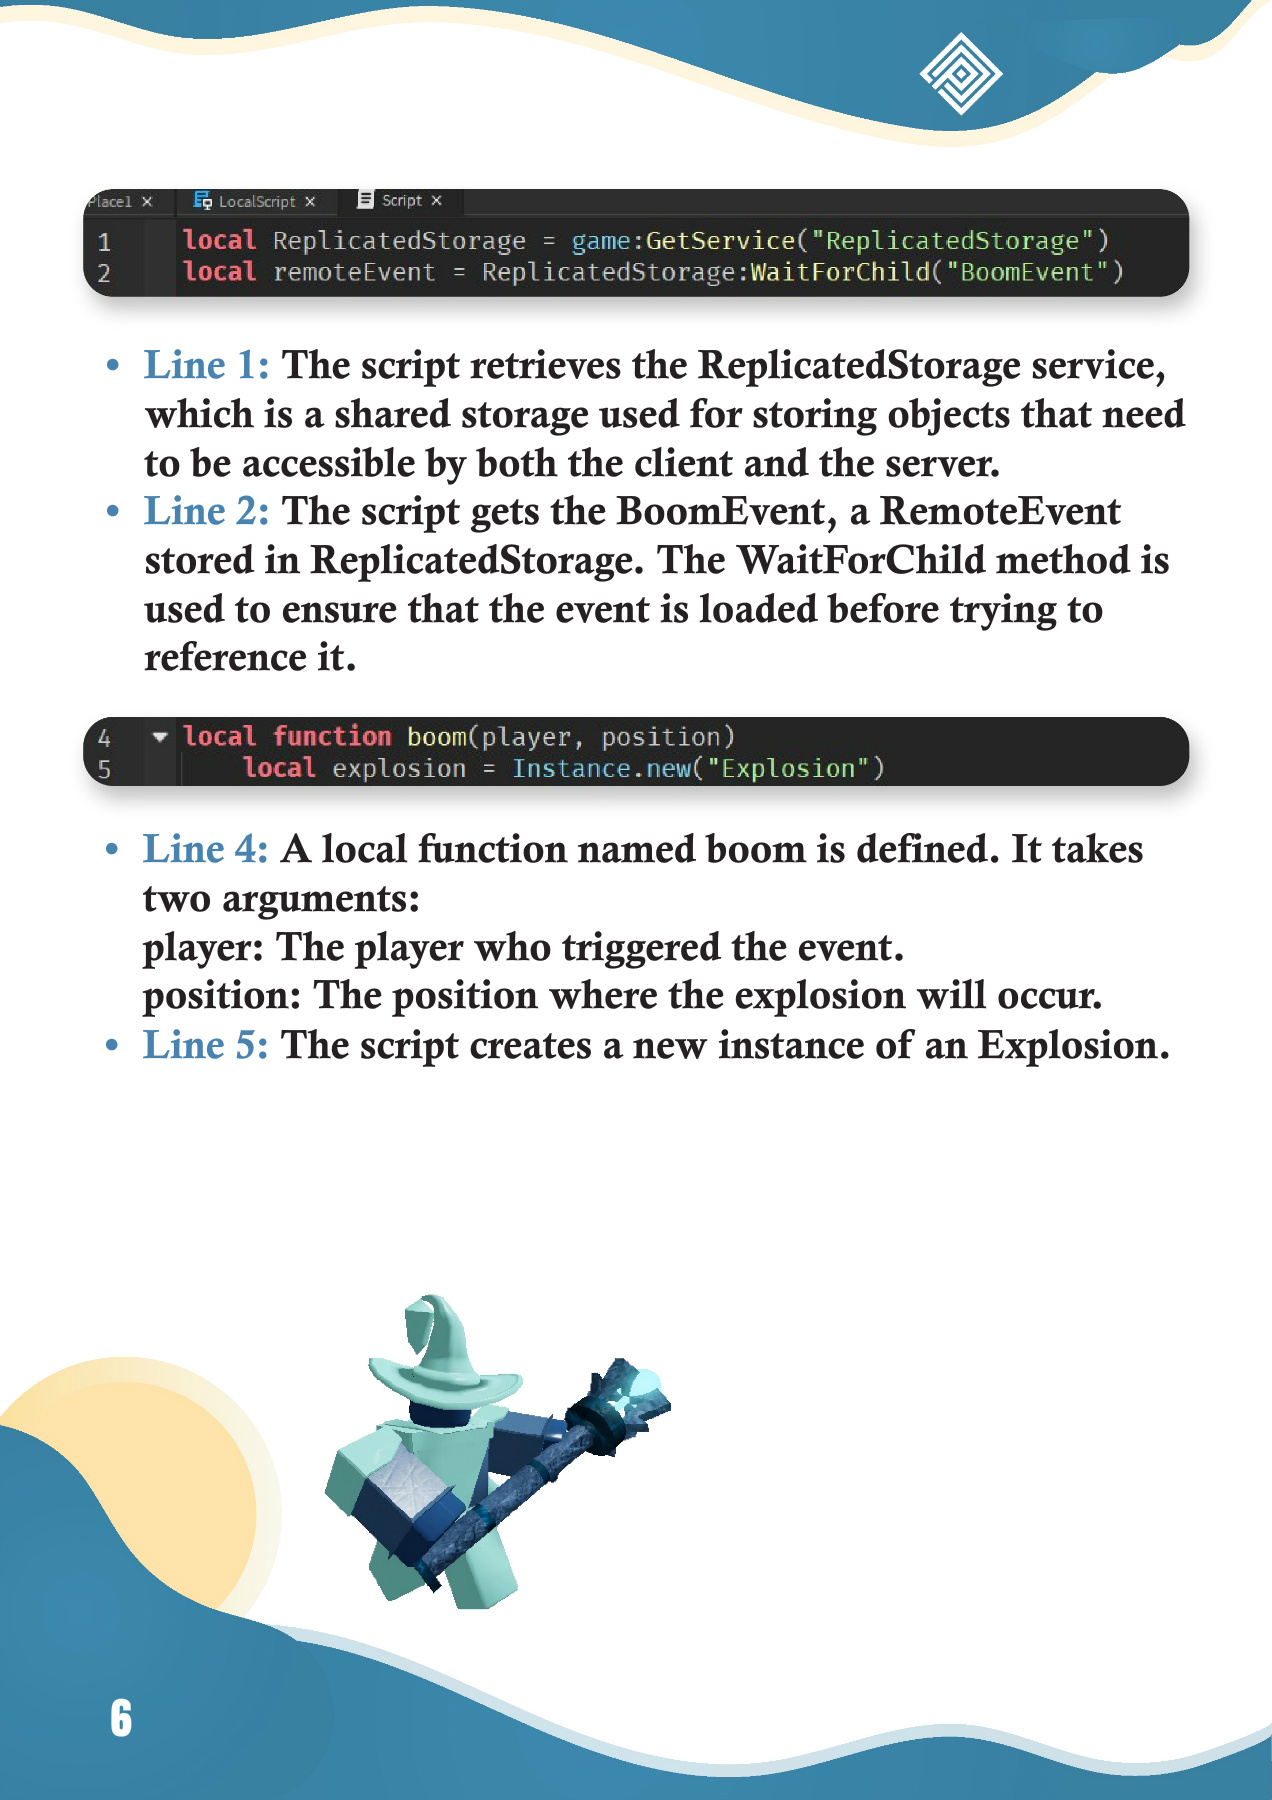 Place1 × LocalScript × Script ×
1 local ReplicatedStorage = game:GetService("ReplicatedStorage")
2 local remoteEvent = ReplicatedStorage:WaitForChild("BoomEvent")
• Line 1: The script retrieves the ReplicatedStorage service,
which is a shared storage used for storing objects that need
to be accessible by both the client and the server.
• Line 2: The script gets the BoomEvent, a RemoteEvent
stored in ReplicatedStorage. The WaitForChild method is
used to ensure that the event is loaded before trying to
reference it.
4 local function boom(player, position)
5 local explosion = Instance.new("Explosion")
• Line 4: A local function named boom is defined. It takes
two arguments:
player: The player who triggered the event.
position: The position where the explosion will occur.
• Line 5: The script creates a new instance of an Explosion.
6